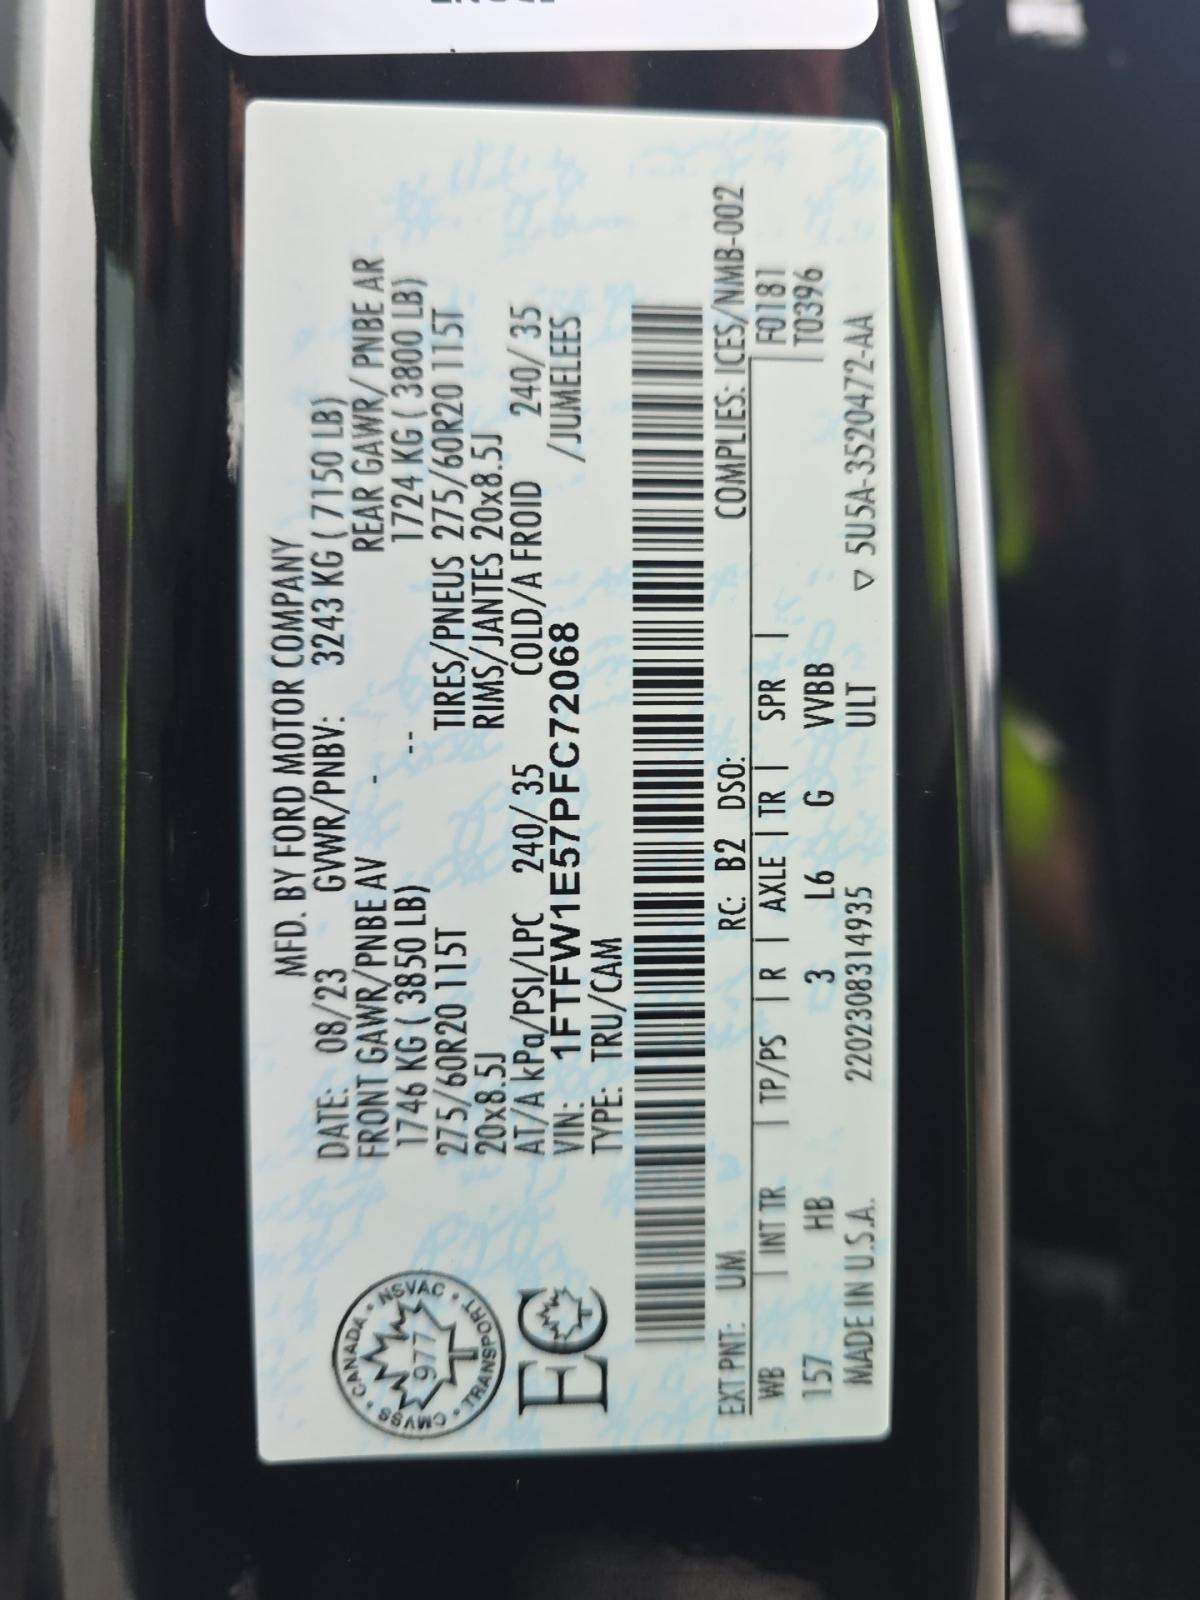 MFD. BY FORD MOTOR COMPANY
DATE: 08/23 GVWR/PNBV: 3243 KG ( 7150 LB)
FRONT GAWR/PNBE AV - REAR GAWR/ PNBE AR
1746 KG ( 3850 LB) -- 1724 KG ( 3800 LB)
275/60R20 115T TIRES/PNEUS 275/60R20 115T
20x8.5J RIMS/JANTES 20x8.5J
AT/A kPa/PSI/LPC 240/ 35 COLD/A FROID 240/ 35
VIN: 1FTFW1E57PFC72068 /JUMELEES
TYPE: TRU/CAM
CANADA • NSVAC • TRANSPORT • CMVSS
977
EC
EXT PNT: UM RC: B2 DSO: COMPLIES: ICES/NMB-002
WB | INT TR | TP/PS | R | AXLE | TR | SPR | F0181
157 HB 3 L6 G VVBB T0396
MADE IN U.S.A. 2202308314935 ULT ▽ 5U5A-3520472-AA